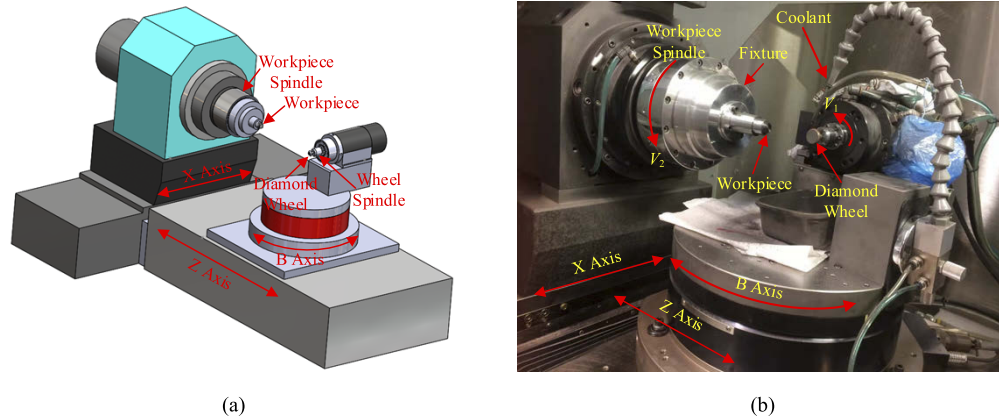 Workpiece
Spindle
Workpiece
X Axis
Diamond
Wheel
Wheel
Spindle
B Axis
Z Axis
(a)
Coolant
Workpiece
Spindle
Fixture
V1
V2
Workpiece
Diamond
Wheel
X Axis
B Axis
Z Axis
(b)